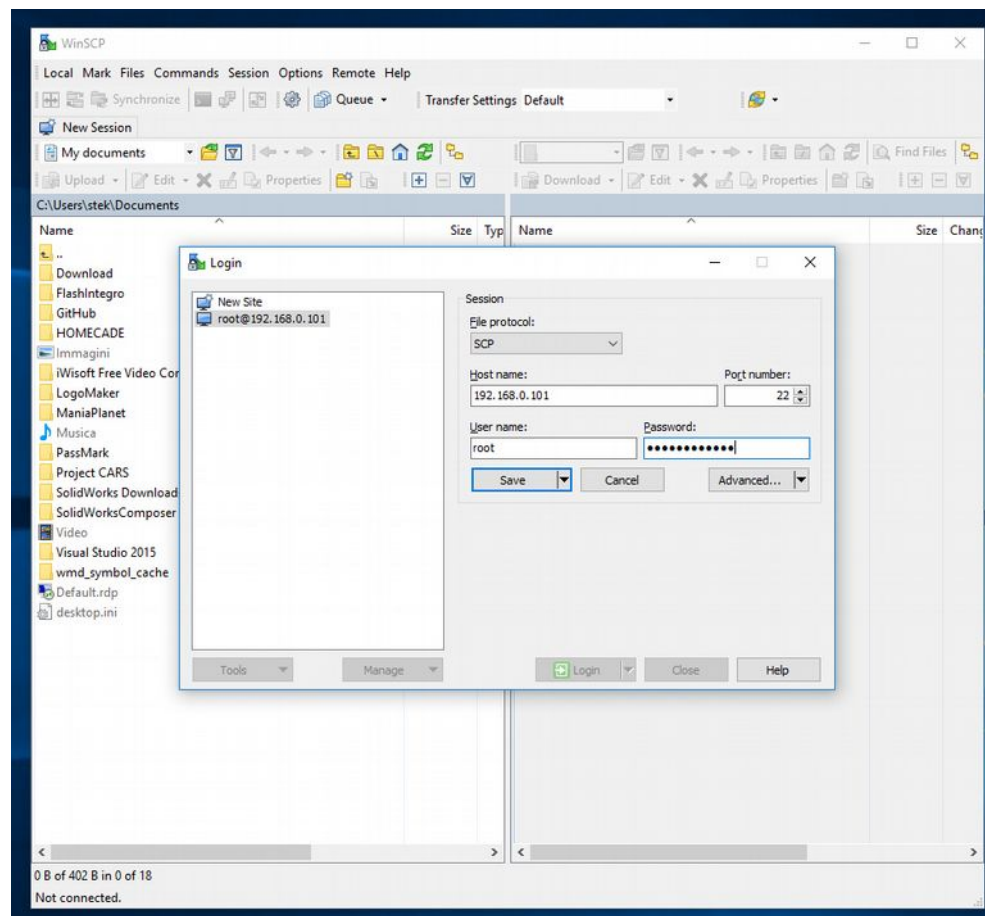 WinSCP
Local Mark Files Commands Session Options Remote Help
Synchronize Queue Transfer Settings Default
New Session
My documents Find Files
Upload Edit Properties Download Edit Properties
C:\Users\stek\Documents
Name Size Typ Name Size Chang
..
Download
FlashIntegro
GitHub
HOMECADE
Immagini
iWisoft Free Video Cor
LogoMaker
ManiaPlanet
Musica
PassMark
Project CARS
SolidWorks Download
SolidWorksComposer
Video
Visual Studio 2015
wmd_symbol_cache
Default.rdp
desktop.ini
Login
New Site
root@192.168.0.101
Session
File protocol:
SCP
Host name: Port number:
192.168.0.101 22
User name: Password:
root ••••••••••••
Save Cancel Advanced...
Tools Manage Login Close Help
0 B of 402 B in 0 of 18
Not connected.